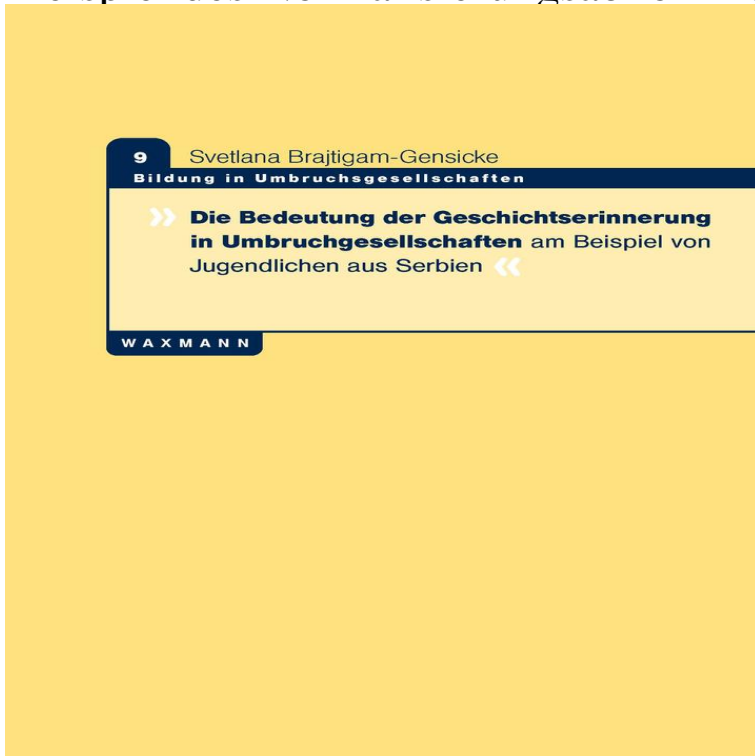 9 Svetlana Brajtigam-Gensicke
Bildung in Umbruchsgesellschaften
» Die Bedeutung der Geschichtserinnerung
in Umbruchgesellschaften am Beispiel von
Jugendlichen aus Serbien «
WAXMANN